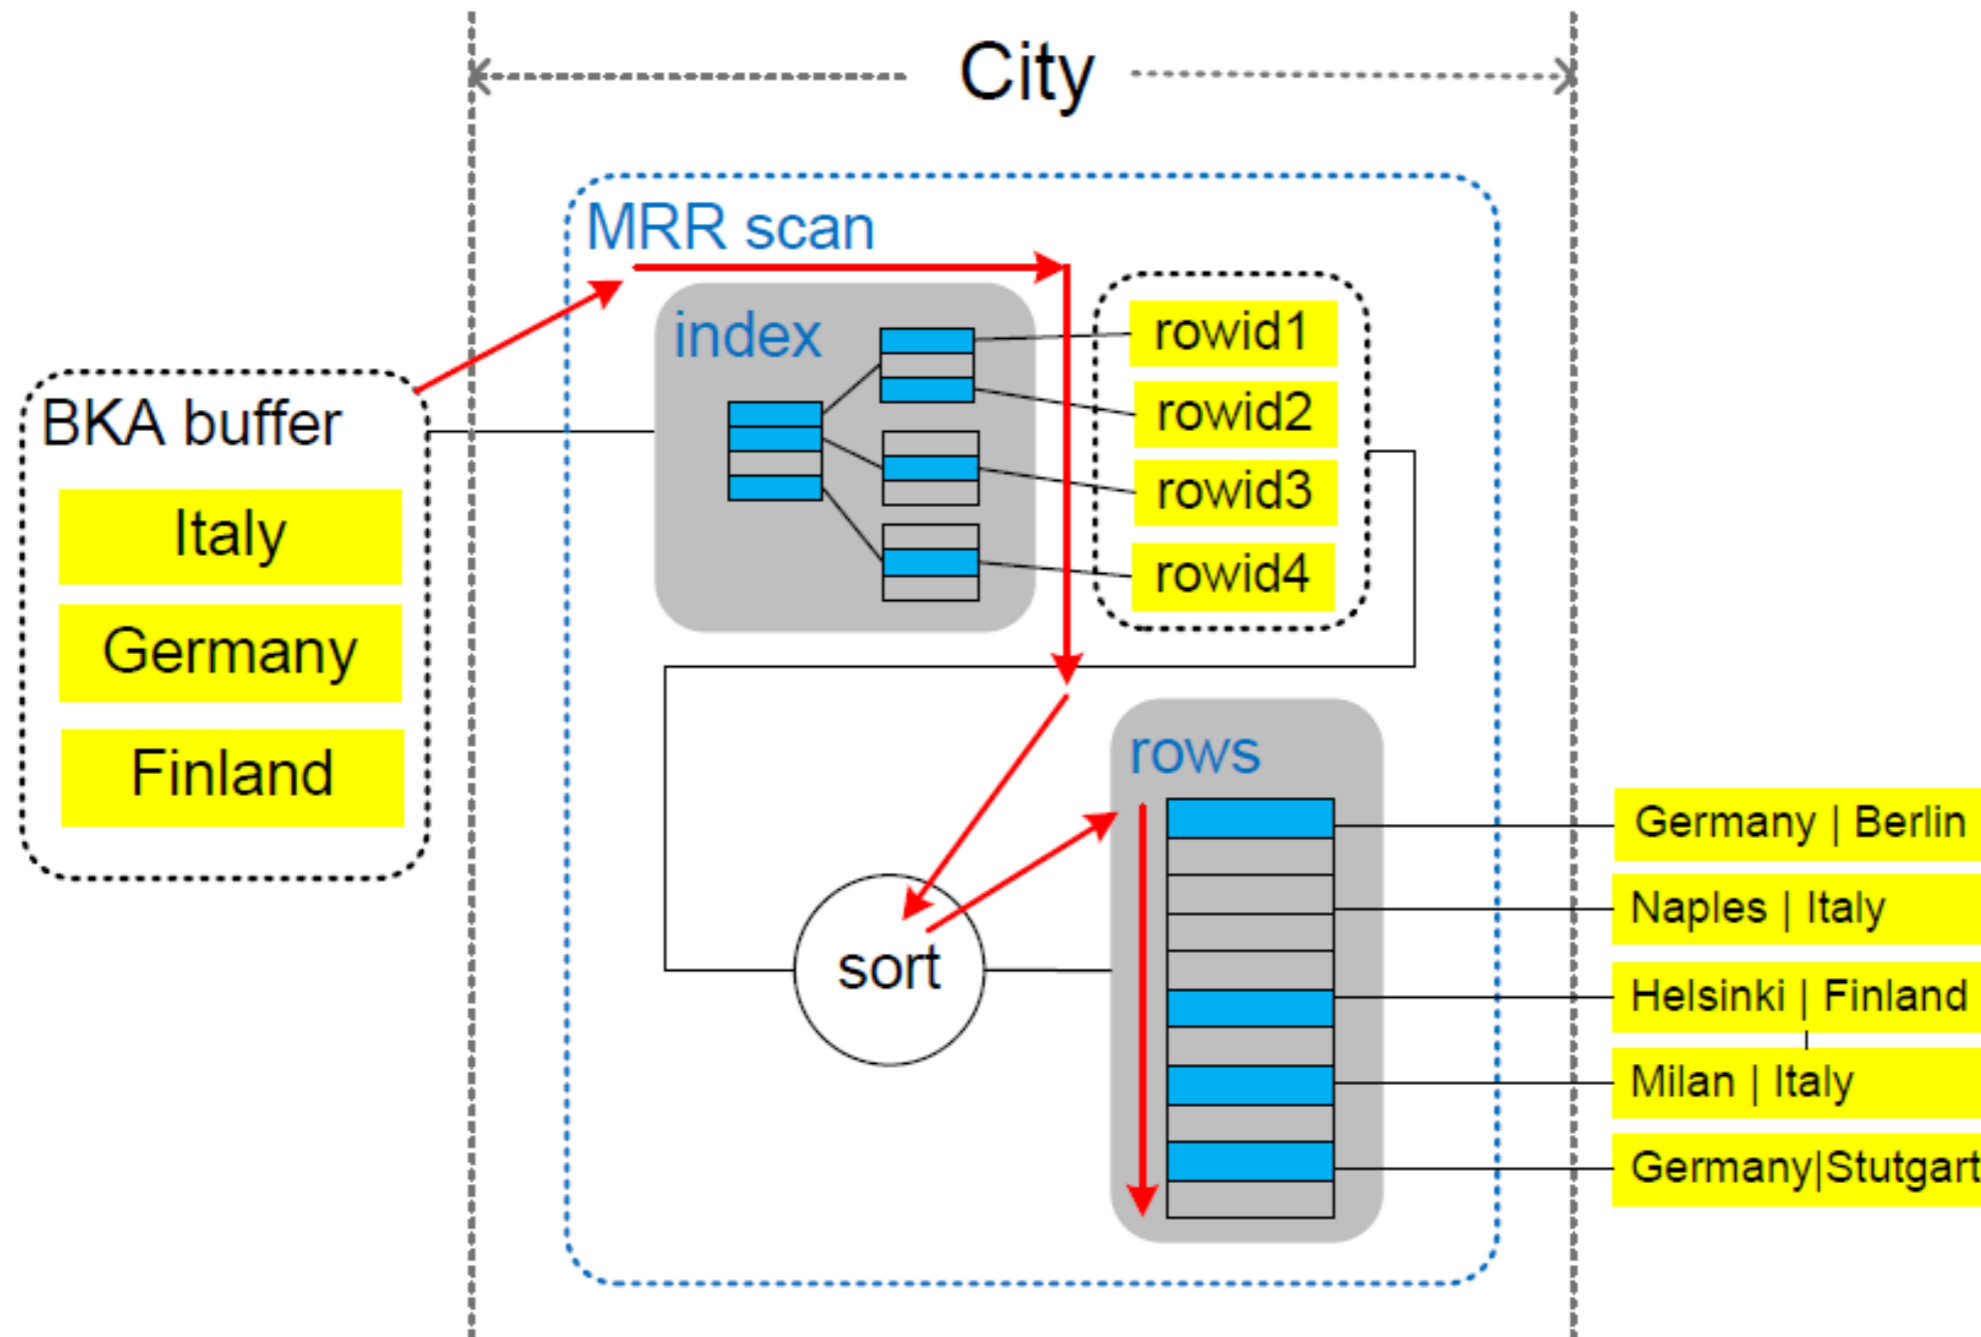 City
MRR scan
index
rowid1
rowid2
rowid3
rowid4
BKA buffer
Italy
Germany
Finland
sort
rows
Germany | Berlin
Naples | Italy
Helsinki | Finland
Milan | Italy
Germany|Stutgart